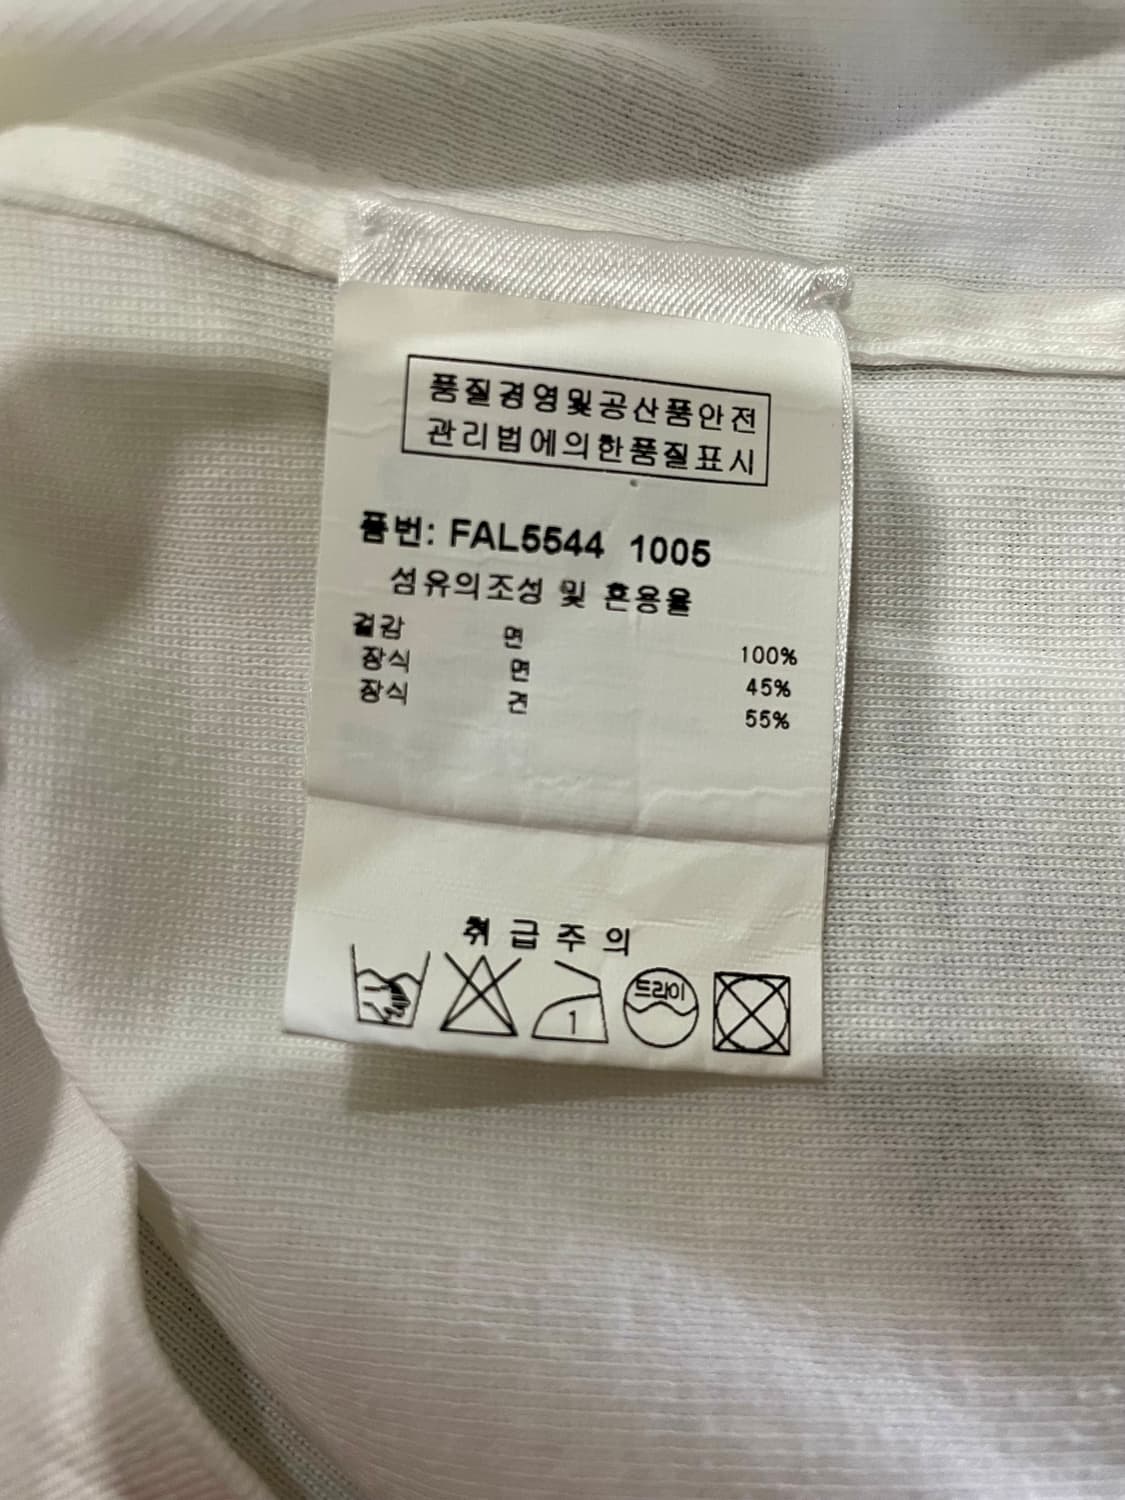 품질경영및공산품안전
관리법에의한품질표시
품번: FAL5544 1005
섬유의조성 및 혼용율
겉감 면 100%
장식 면 45%
장식 견 55%
취급주의
1 드라이